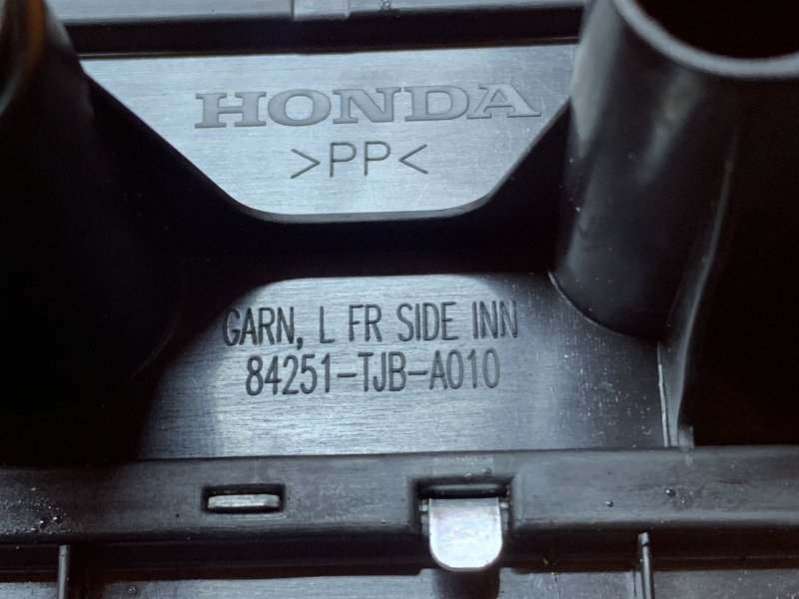 HONDA
>PP<
GARN, L FR SIDE INN
84251-TJB-A010